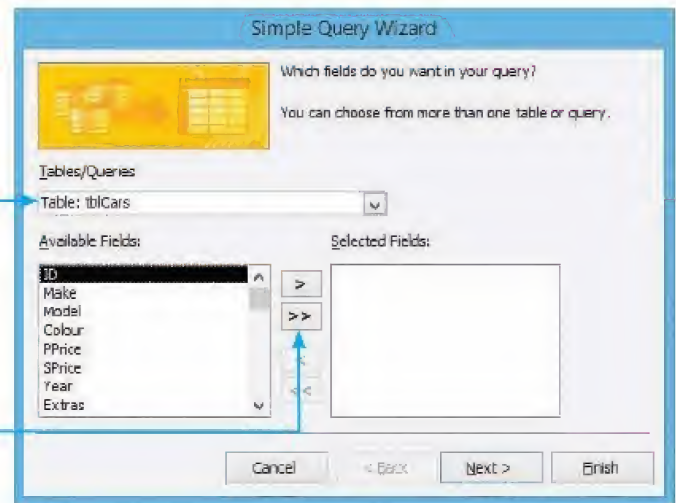 Simple Query Wizard
Which fields do you want in your query?
You can choose from more than one table or query.
Tables/Queries
Table: tblCars
Available Fields:
Selected Fields:
ID
Make
Model
Colour
PPrice
SPrice
Year
Extras
>
>>
<
<<
Cancel
< Back
Next >
Finish